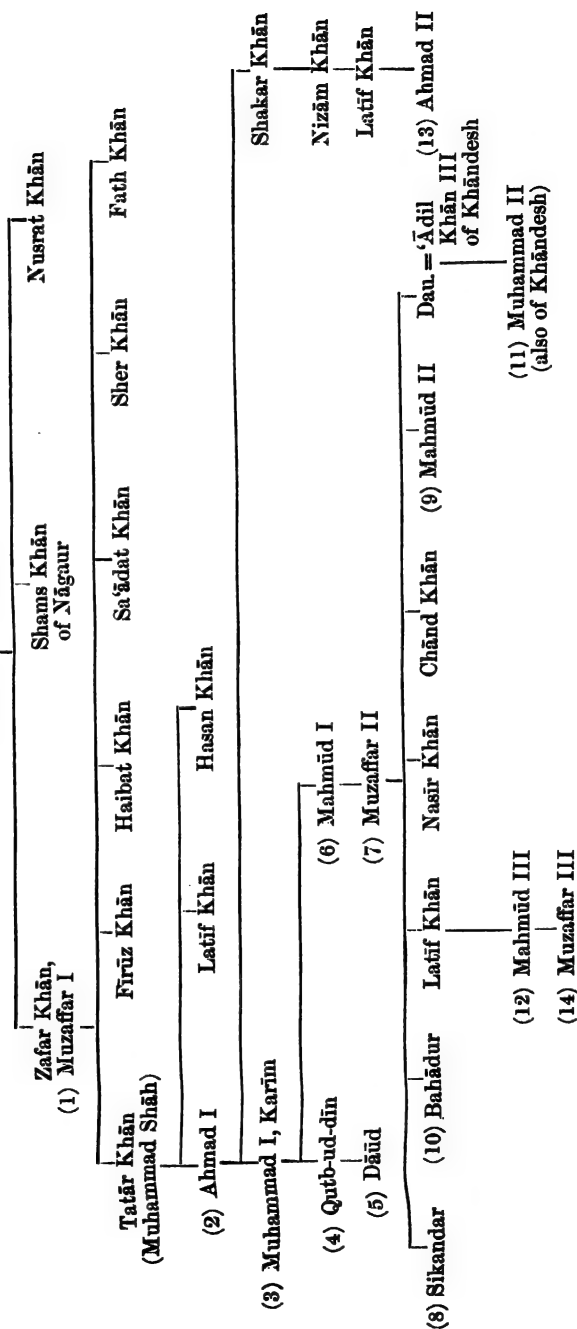 Zafar Khān, Shams Khān Nusrat Khān
(1) Muzaffar I of Nāgaur
Tatār Khān Fīrūz Khān Haibat Khān Sa‘ādat Khān Sher Khān Fath Khān
(Muhammad Shāh)
(2) Ahmad I Latīf Khān Hasan Khān
(3) Muhammad I, Karīm Shakar Khān
(4) Qutb-ud-dīn (6) Mahmūd I Nizām Khān
(5) Dāūd (7) Muzaffar II Latīf Khān
(8) Sikandar (10) Bahādur Latīf Khān Nasīr Khān Chānd Khān (9) Mahmūd II Dau. = ‘Ādil (13) Ahmad II
Khān III
of Khāndesh
(12) Mahmūd III (11) Muhammad II
(14) Muzaffar III (also of Khāndesh)